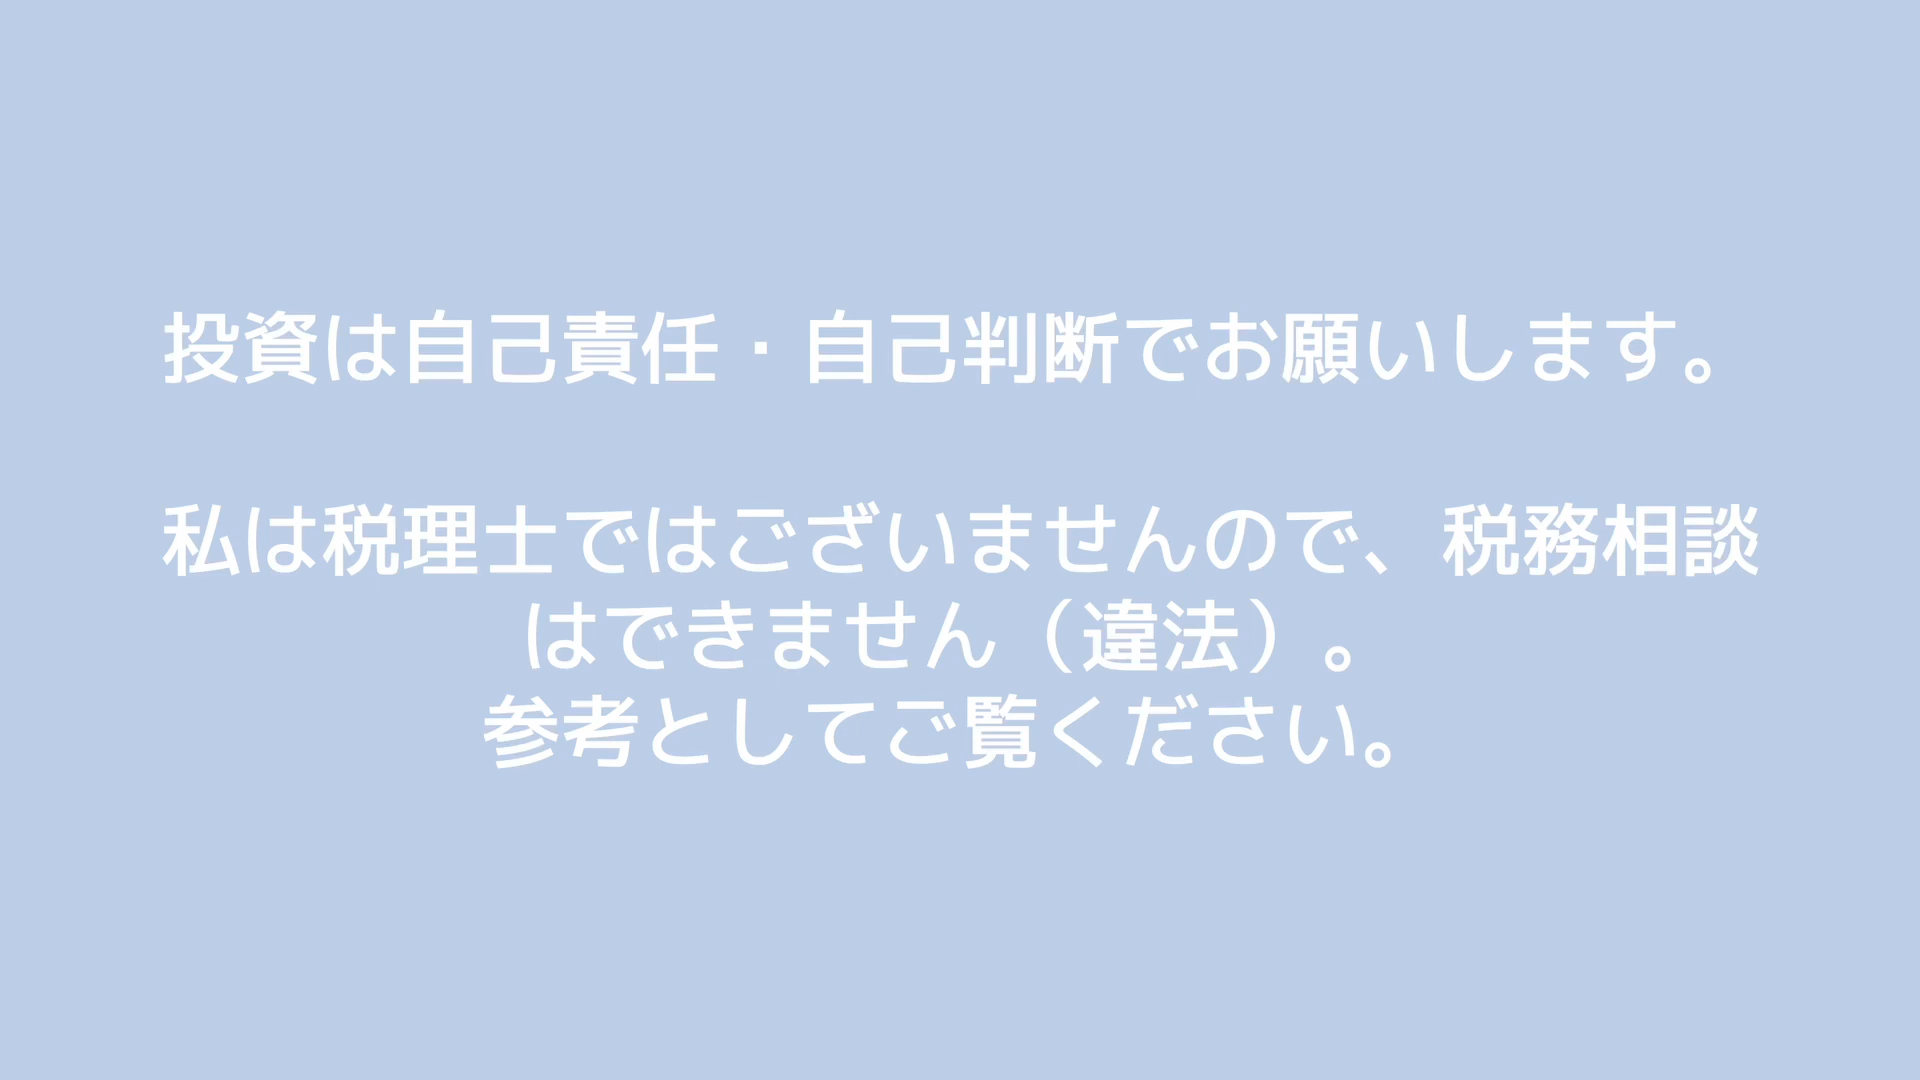 投資は自己責任・自己判断でお願いします。
私は税理士ではございませんので、税務相談
はできません（違法）。
参考としてご覧ください。